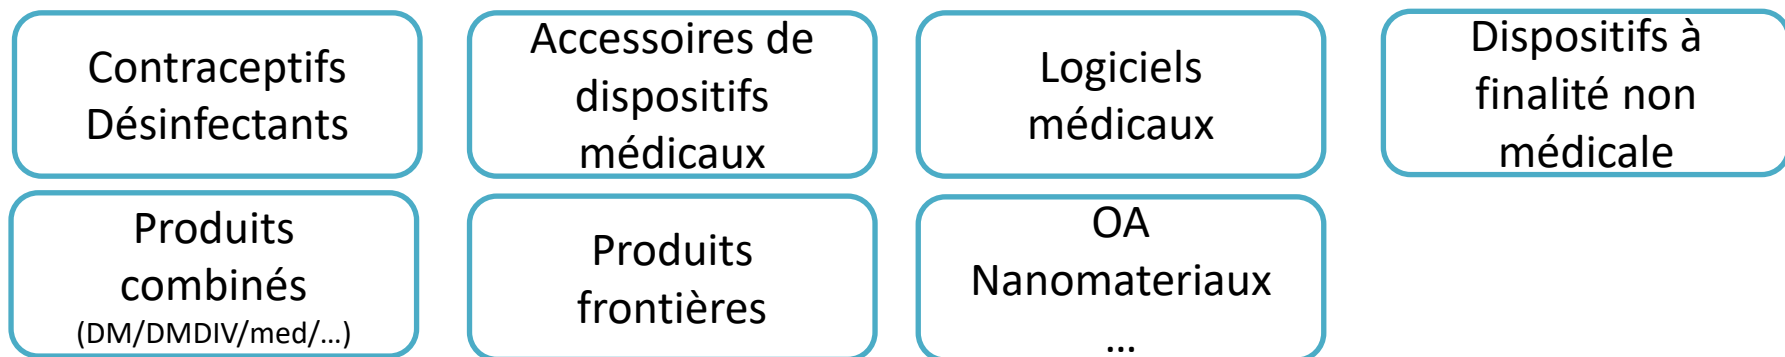 Contraceptifs
Désinfectants
Accessoires de
dispositifs
médicaux
Logiciels
médicaux
Dispositifs à
finalité non
médicale
Produits
combinés
(DM/DMDIV/med/…)
Produits
frontières
OA
Nanomateriaux
…